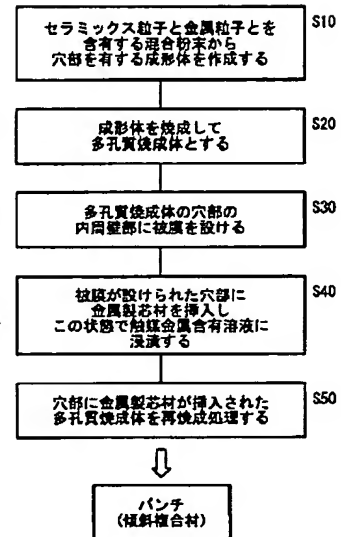 セラミックス粒子と金属粒子とを
含有する混合粉末から
穴部を有する成形体を作成する
S10
成形体を焼成して
多孔質焼成体とする
S20
多孔質焼成体の穴部の
内周壁部に被膜を設ける
S30
被膜が設けられた穴部に
金属製芯材を挿入し
この状態で触媒金属含有溶液に
浸漬する
S40
穴部に金属製芯材が挿入された
多孔質焼成体を再焼成処理する
S50
パンチ
(傾斜複合材)